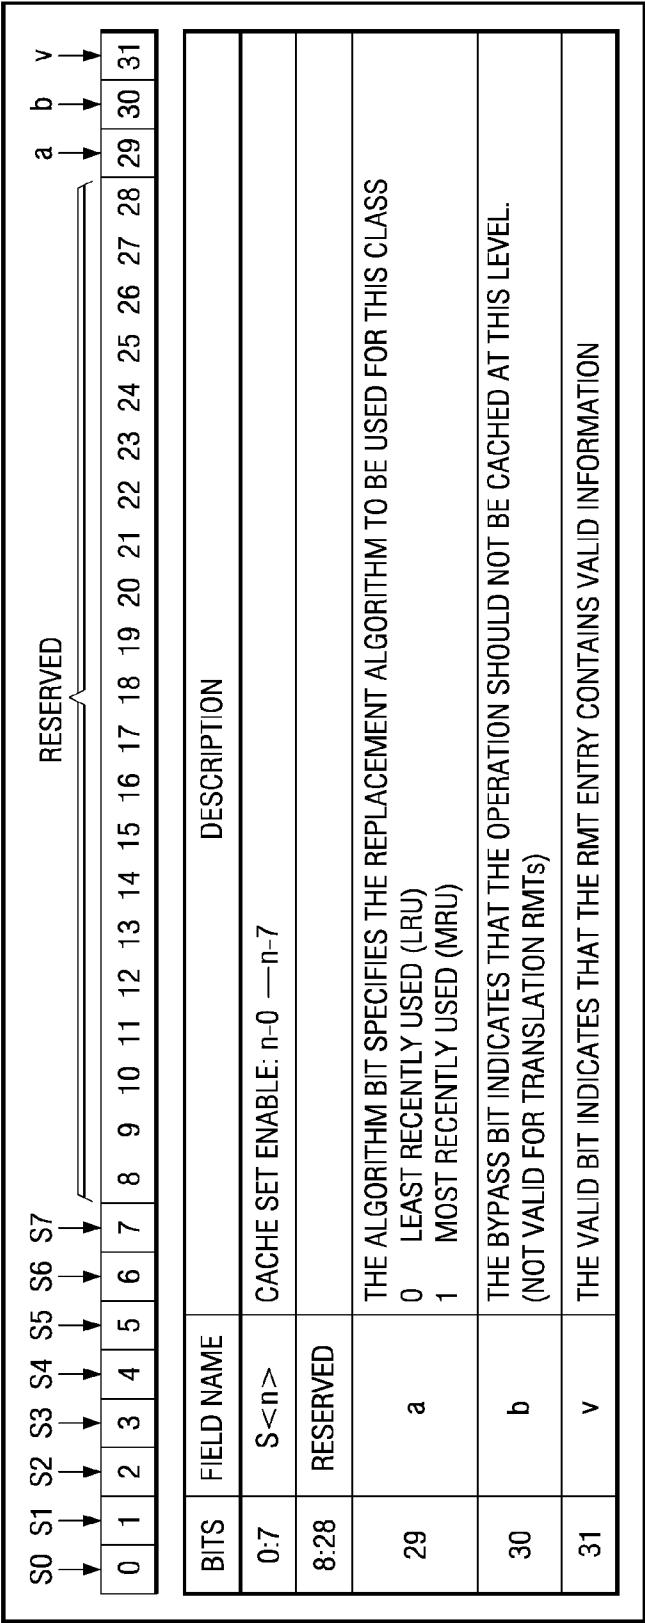 S0 S1 S2 S3 S4 S5 S6 S7 RESERVED a b v
0 1 2 3 4 5 6 7 8 9 10 11 12 13 14 15 16 17 18 19 20 21 22 23 24 25 26 27 28 29 30 31
BITS FIELD NAME DESCRIPTION
0:7 S<n> CACHE SET ENABLE: n-0 —n-7
8:28 RESERVED
29 a THE ALGORITHM BIT SPECIFIES THE REPLACEMENT ALGORITHM TO BE USED FOR THIS CLASS
0 LEAST RECENTLY USED (LRU)
1 MOST RECENTLY USED (MRU)
30 b THE BYPASS BIT INDICATES THAT THE OPERATION SHOULD NOT BE CACHED AT THIS LEVEL.
(NOT VALID FOR TRANSLATION RMTs)
31 v THE VALID BIT INDICATES THAT THE RMT ENTRY CONTAINS VALID INFORMATION